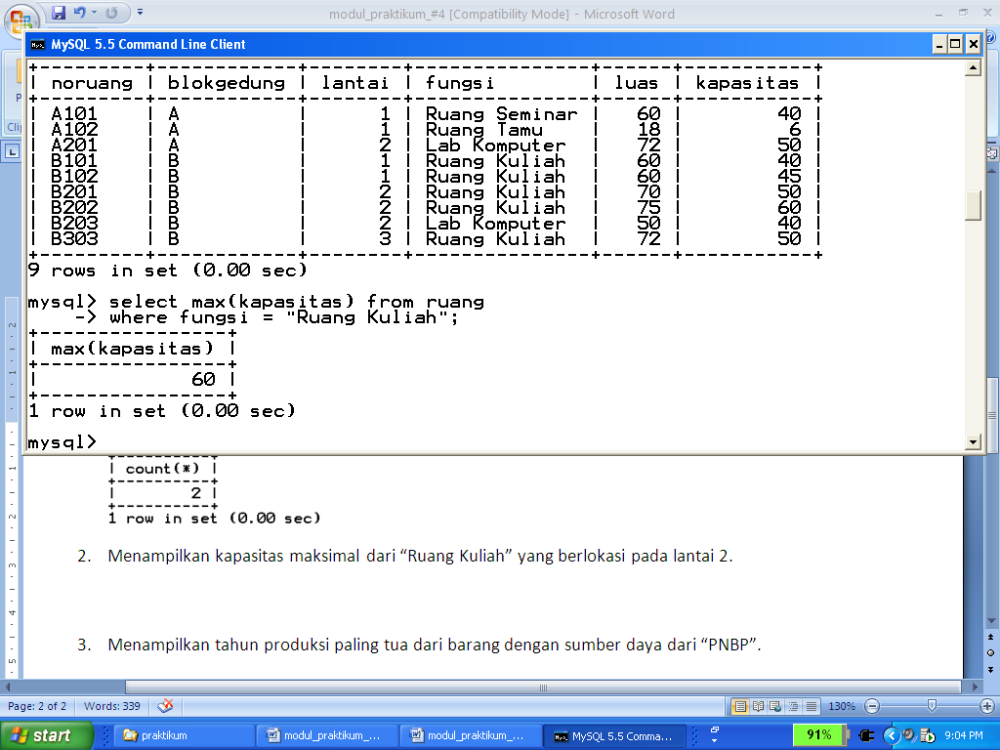 modul_praktikum_#4 [Compatibility Mode] - Microsoft Word
MySQL 5.5 Command Line Client
+----------+------------+---------+---------------+------+-----------+
| noruang | blokgedung | lantai | fungsi | luas | kapasitas |
+----------+------------+---------+---------------+------+-----------+
| A101 | A | 1 | Ruang Seminar | 60 | 40 |
| A102 | A | 1 | Ruang Tamu | 18 | 6 |
| A201 | A | 2 | Lab Komputer | 72 | 50 |
| B101 | B | 1 | Ruang Kuliah | 60 | 40 |
| B102 | B | 1 | Ruang Kuliah | 60 | 45 |
| B201 | B | 2 | Ruang Kuliah | 70 | 50 |
| B202 | B | 2 | Ruang Kuliah | 75 | 60 |
| B203 | B | 2 | Lab Komputer | 50 | 40 |
| B303 | B | 3 | Ruang Kuliah | 72 | 50 |
+----------+------------+---------+---------------+------+-----------+
9 rows in set (0.00 sec)
mysql> select max(kapasitas) from ruang
-> where fungsi = "Ruang Kuliah";
+----------------+
| max(kapasitas) |
+----------------+
| 60 |
+----------------+
1 row in set (0.00 sec)
mysql>
+----------+
| count(*) |
+----------+
| 2 |
+----------+
1 row in set (0.00 sec)
2. Menampilkan kapasitas maksimal dari “Ruang Kuliah” yang berlokasi pada lantai 2.
3. Menampilkan tahun produksi paling tua dari barang dengan sumber daya dari “PNBP”.
Page: 2 of 2 Words: 339 130%
start praktikum modul_praktikum_... modul_praktikum_... MySQL 5.5 Comma... 91% 9:04 PM